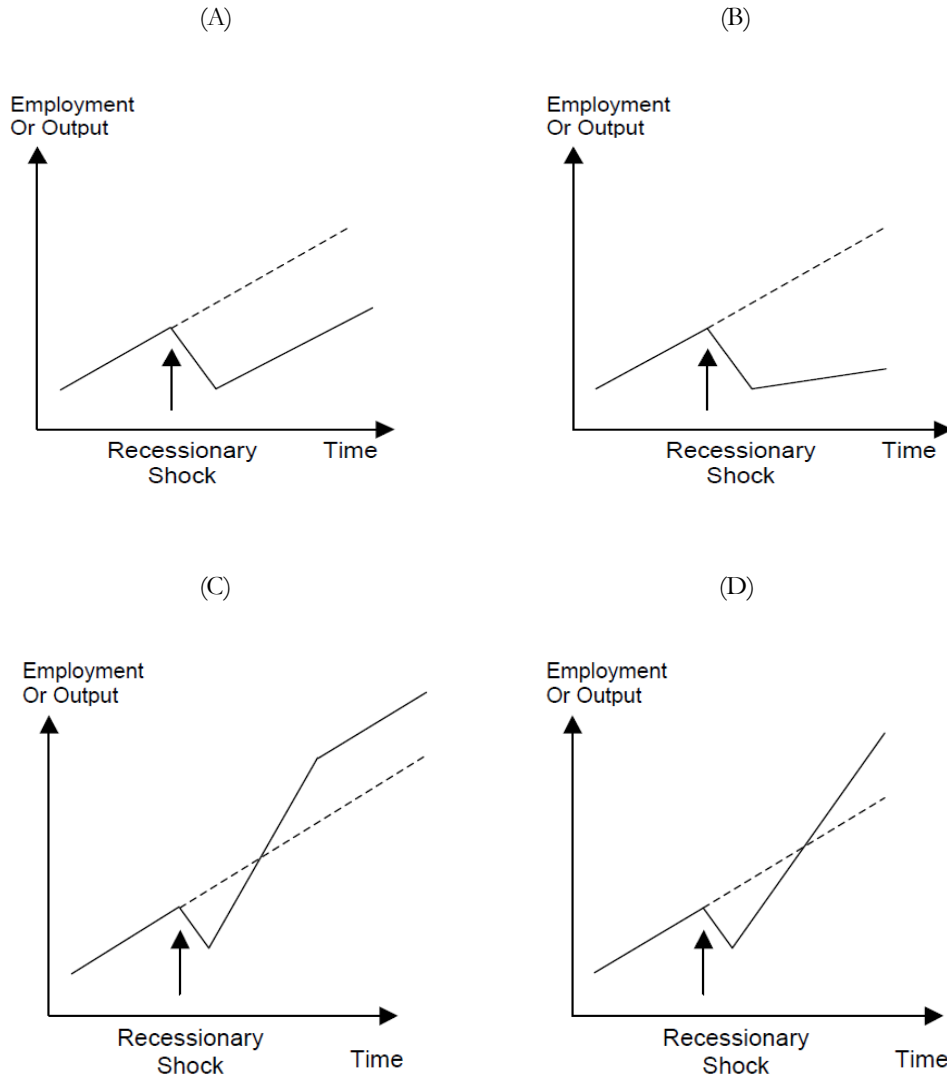 (A)
Employment
Or Output
Recessionary
Shock
Time
(B)
Employment
Or Output
Recessionary
Shock
Time
(C)
Employment
Or Output
Recessionary
Shock
Time
(D)
Employment
Or Output
Recessionary
Shock
Time